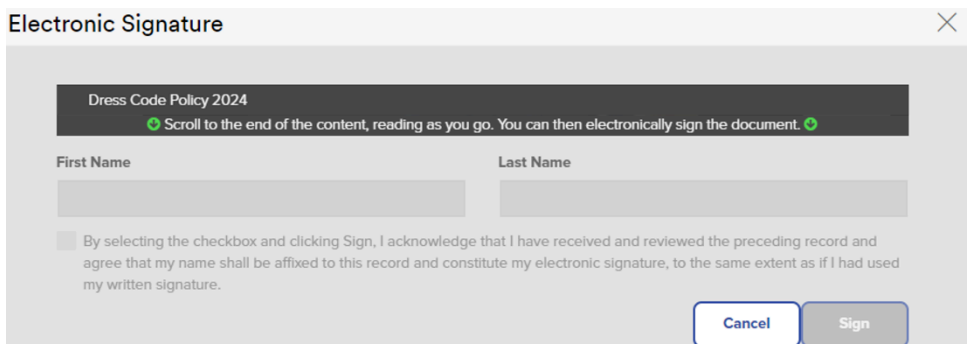 Electronic Signature
Dress Code Policy 2024
Scroll to the end of the content, reading as you go. You can then electronically sign the document.
First Name
Last Name
By selecting the checkbox and clicking Sign, I acknowledge that I have received and reviewed the preceding record and
agree that my name shall be affixed to this record and constitute my electronic signature, to the same extent as if I had used
my written signature.
Cancel
Sign